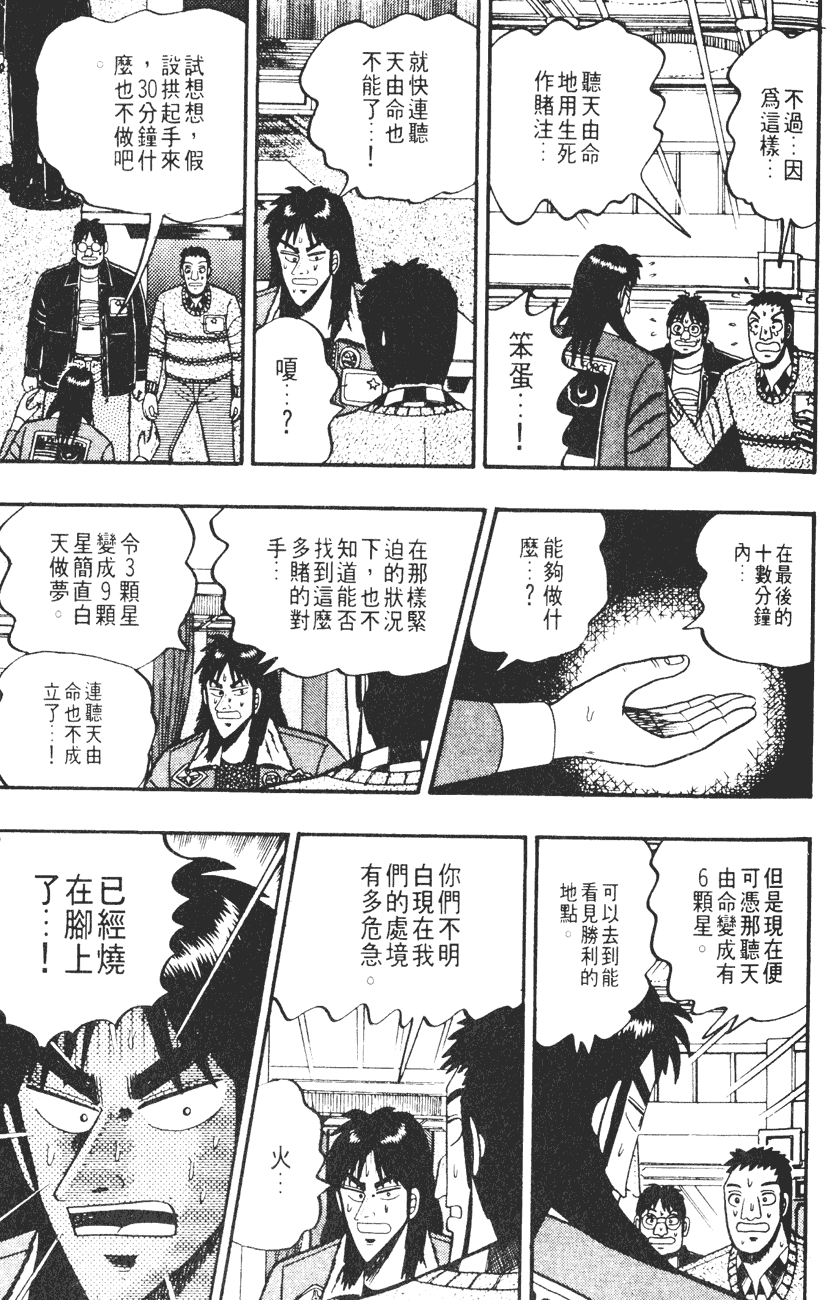 不過…因
為這樣…
聽天由命
地用生死
作賭注…
笨蛋…!
就快連聽
天由命也
不能了…!
嗄…?
試想想,假
設拱起手來
,30分鐘什
麼也不做吧
。
在最後的
十數分鐘
內…
能夠做什
麼…?
在那樣緊
迫的狀況
下,也不
知道能否
找到這麼
多賭的對
手…
令3顆星
變成9顆
星簡直白
天做夢。
連聽天由
命也不成
立了…!
但是現在便
可憑那聽天
由命變成有
6顆星。
可以去到能
看見勝利的
地點。
你們不明
白現在我
們的處境
有多危急
。
火…
已經燒
在腳上
了…!